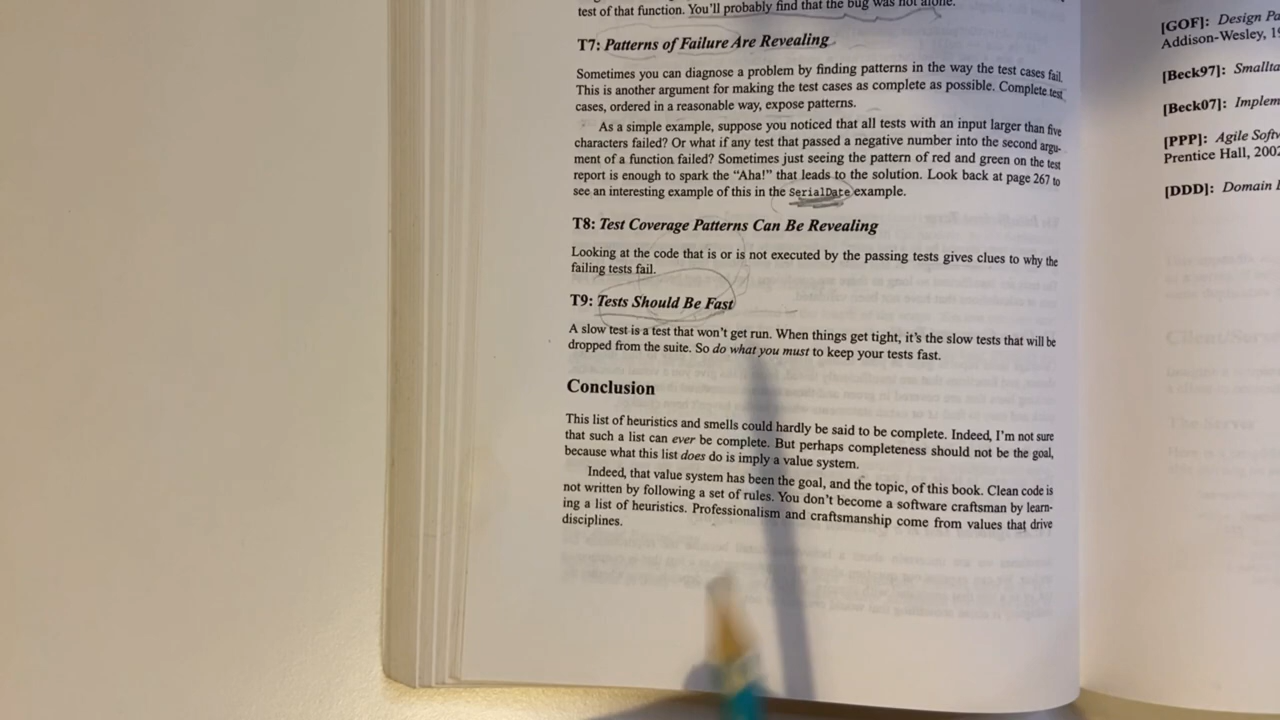 test of that function. You'll probably find that the bug was not alone.
T7: Patterns of Failure Are Revealing
Sometimes you can diagnose a problem by finding patterns in the way the test cases fail.
This is another argument for making the test cases as complete as possible. Complete test
cases, ordered in a reasonable way, expose patterns.
As a simple example, suppose you noticed that all tests with an input larger than five
characters failed? Or what if any test that passed a negative number into the second argu-
ment of a function failed? Sometimes just seeing the pattern of red and green on the test
report is enough to spark the “Aha!” that leads to the solution. Look back at page 267 to
see an interesting example of this in the SerialDate example.
T8: Test Coverage Patterns Can Be Revealing
Looking at the code that is or is not executed by the passing tests gives clues to why the
failing tests fail.
T9: Tests Should Be Fast
A slow test is a test that won't get run. When things get tight, it's the slow tests that will be
dropped from the suite. So do what you must to keep your tests fast.
Conclusion
This list of heuristics and smells could hardly be said to be complete. Indeed, I'm not sure
that such a list can ever be complete. But perhaps completeness should not be the goal,
because what this list does do is imply a value system.
Indeed, that value system has been the goal, and the topic, of this book. Clean code is
not written by following a set of rules. You don't become a software craftsman by learn-
ing a list of heuristics. Professionalism and craftsmanship come from values that drive
disciplines.
[GOF]: Design
Addison-Wesley,
[Beck97]:
[Beck07]:
[PPP]: Agile
Prentice Hall,
[DDD]: Domain